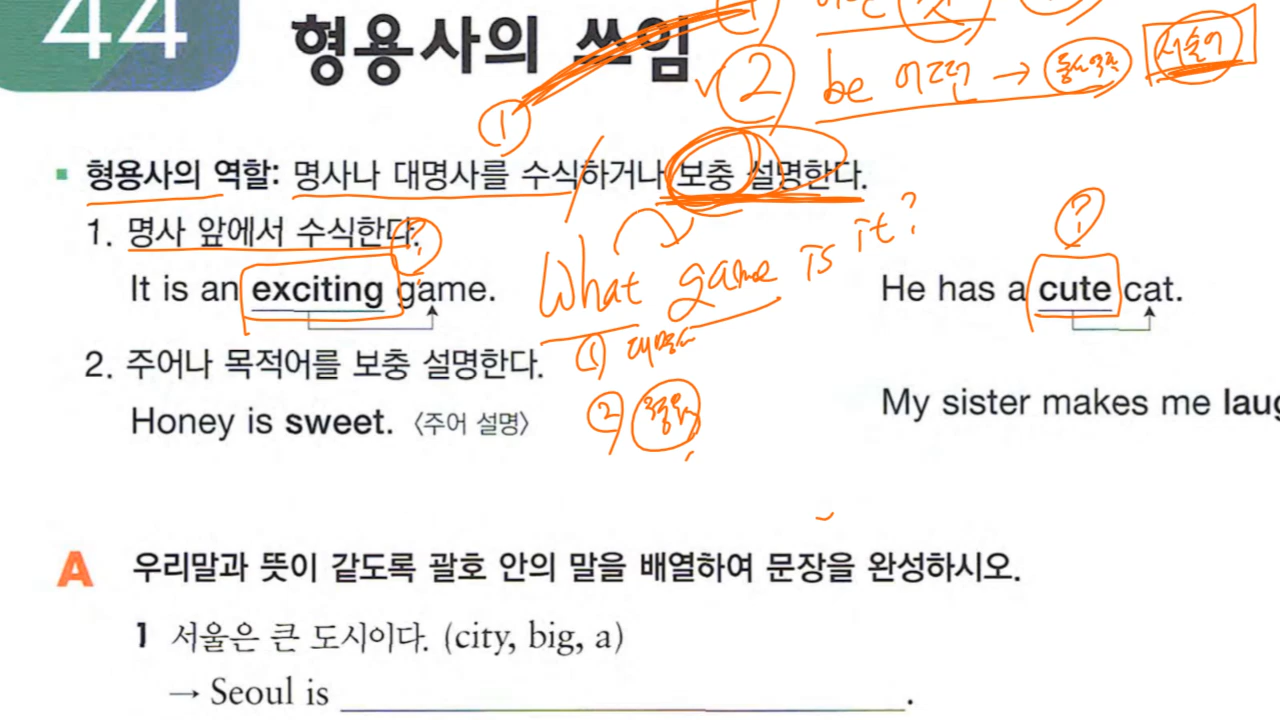 44
형용사의 쓰임
①
② be 어떤 → 동사역할 서술어
①
형용사의 역할: 명사나 대명사를 수식하거나 보충 설명한다.
1. 명사 앞에서 수식한다.
?
It is an exciting game.
What game is it?
?
He has a cute cat.
① 대명사
2. 주어나 목적어를 보충 설명한다.
②
Honey is sweet. 〈주어 설명〉
My sister makes me
A 우리말과 뜻이 같도록 괄호 안의 말을 배열하여 문장을 완성하시오.
1 서울은 큰 도시이다. (city, big, a)
→ Seoul is ____.